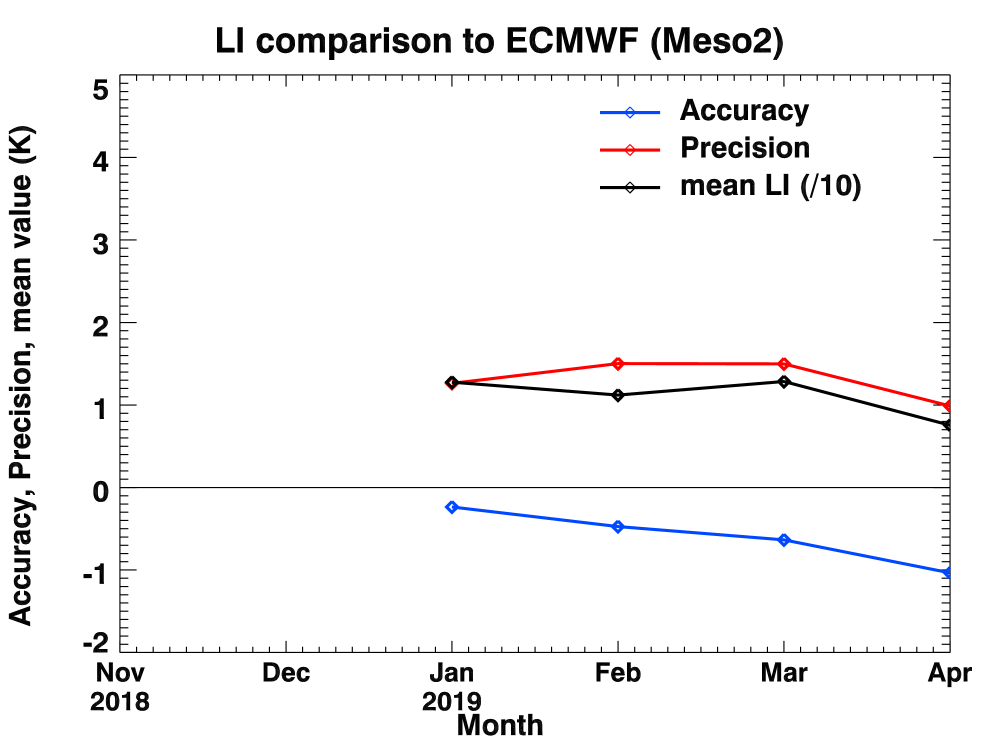 LI comparison to ECMWF (Meso2)
Accuracy, Precision, mean value (K)
5
4
3
2
1
0
-1
-2
Accuracy
Precision
mean LI (/10)
Nov Dec Jan Feb Mar Apr
2018 2019
Month